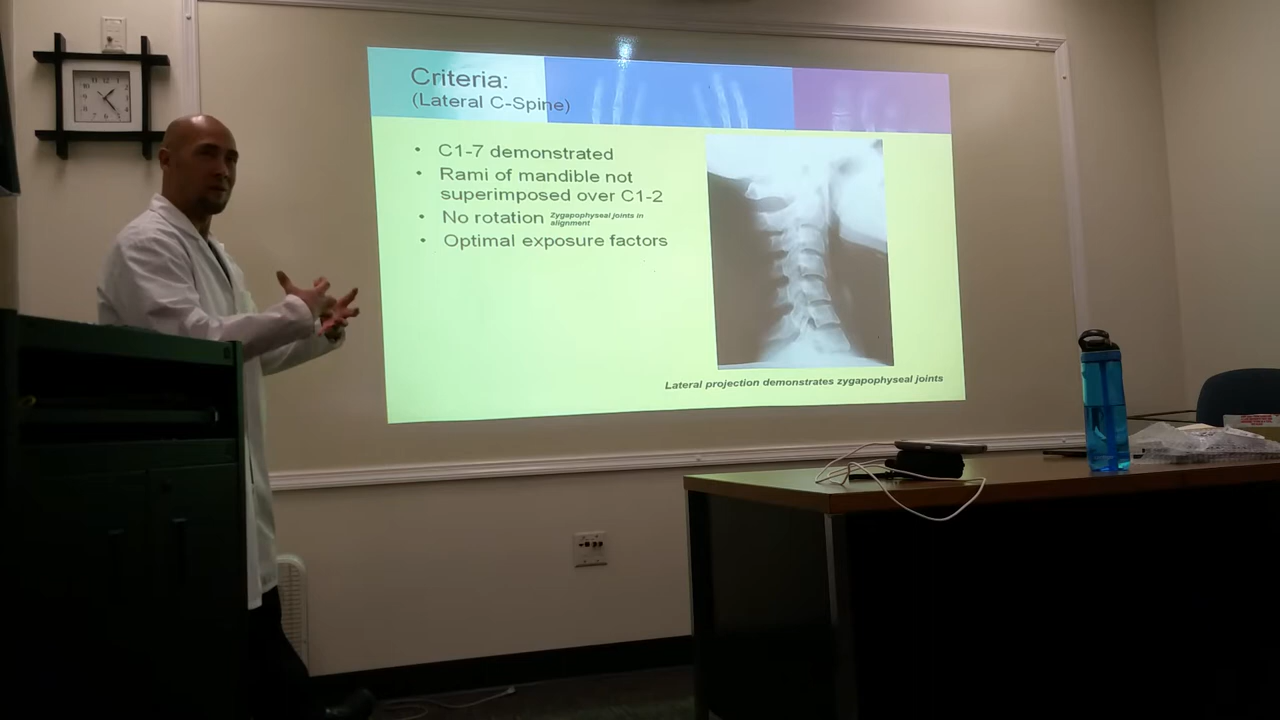 Criteria:
(Lateral C-Spine)
• C1-7 demonstrated
• Rami of mandible not
superimposed over C1-2
• No rotation Zygapophyseal joints in
alignment
• Optimal exposure factors
Lateral projection demonstrates zygapophyseal joints